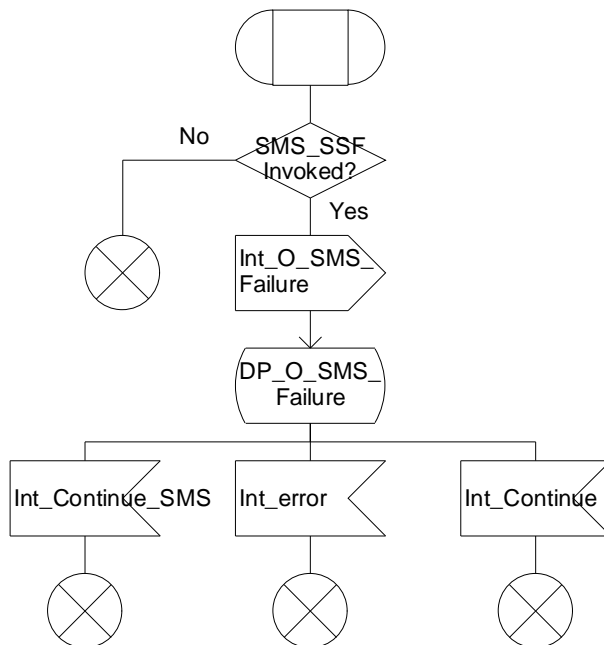 No
SMS_SSF
Invoked?
Yes
Int_O_SMS_
Failure
DP_O_SMS_
Failure
Int_Continue_SMS
Int_error
Int_Continue